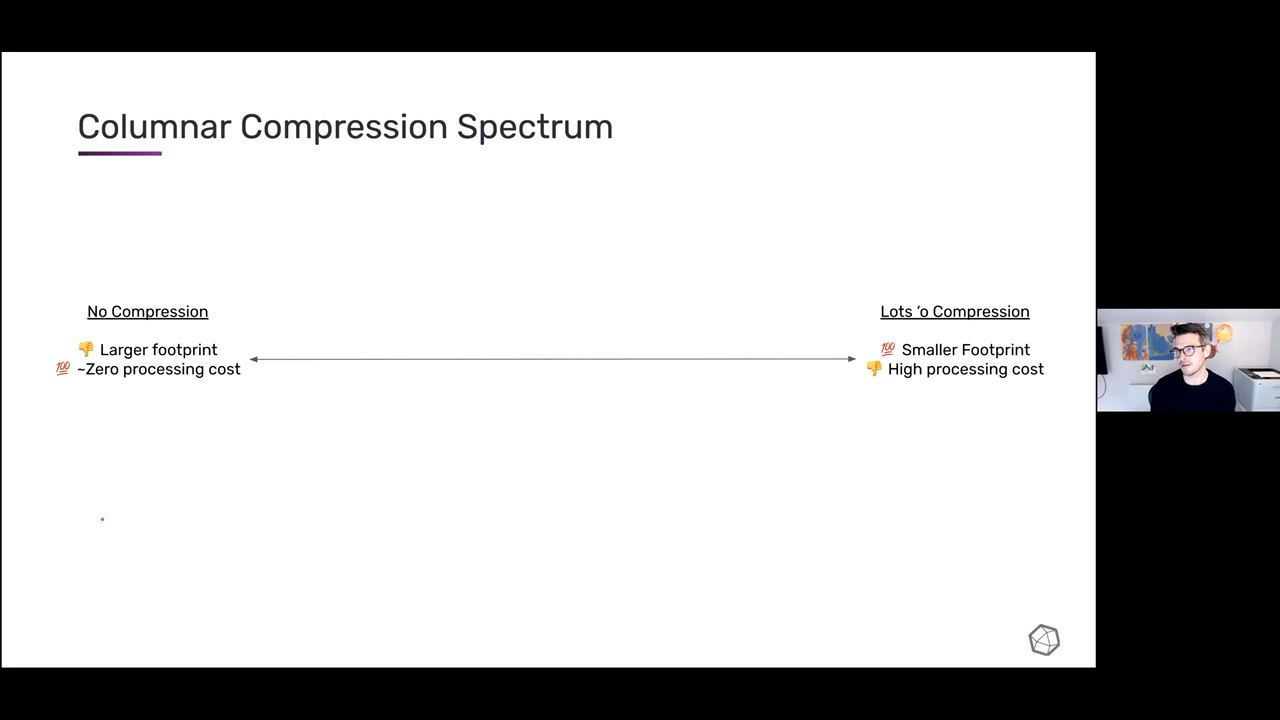 Columnar Compression Spectrum
No Compression
👎 Larger footprint
💯 ~Zero processing cost
Lots ‘o Compression
💯 Smaller Footprint
👎 High processing cost